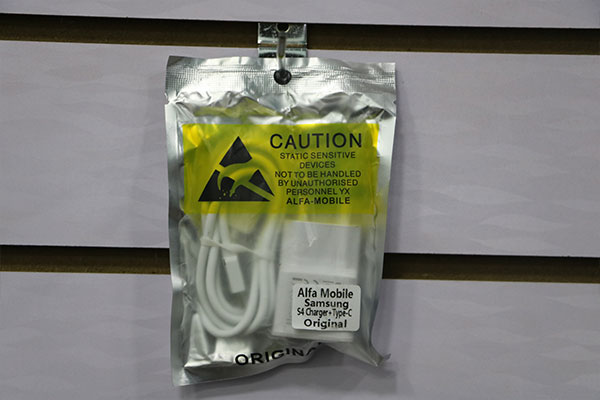 CAUTION
STATIC SENSITIVE
DEVICES
NOT TO BE HANDLED
BY UNAUTHORISED
PERSONNEL YX
ALFA-MOBILE
Alfa Mobile
Samsung
S4 Charger+Type-C
Original
ORIGINA